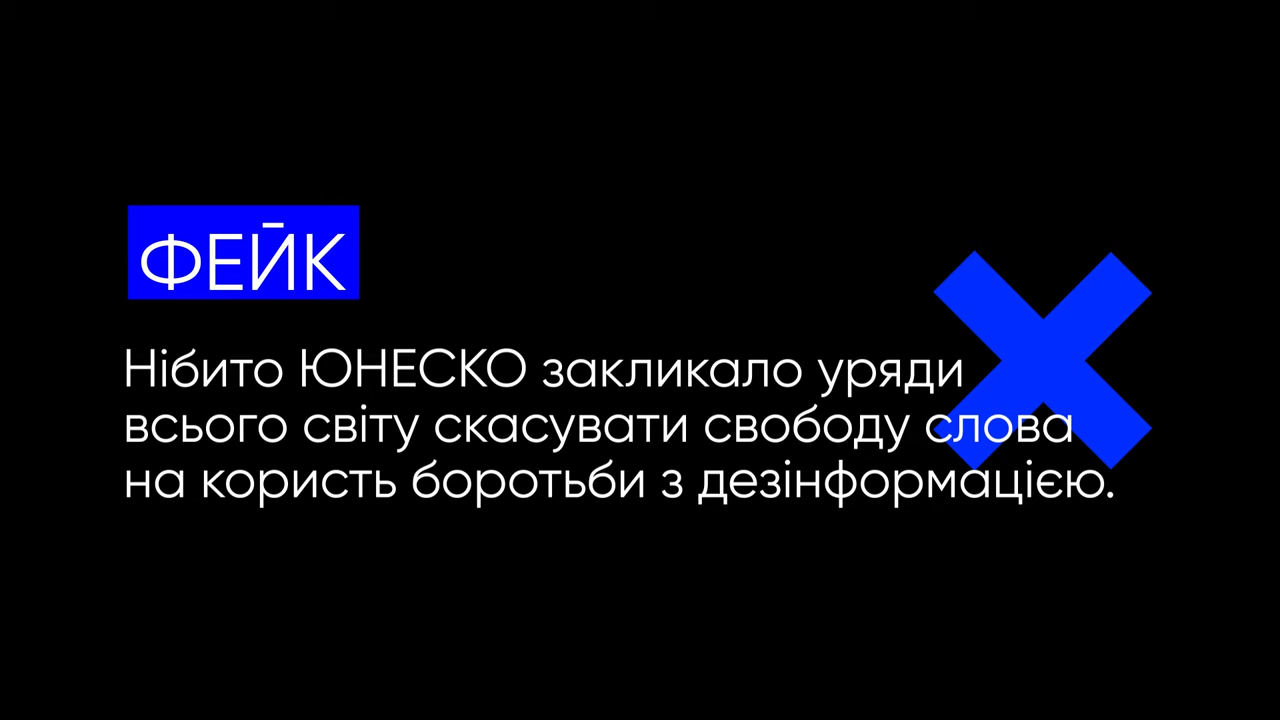 ФЕЙК
Нібито ЮНЕСКО закликало уряди
всього світу скасувати свободу слова
на користь боротьби з дезінформацією.